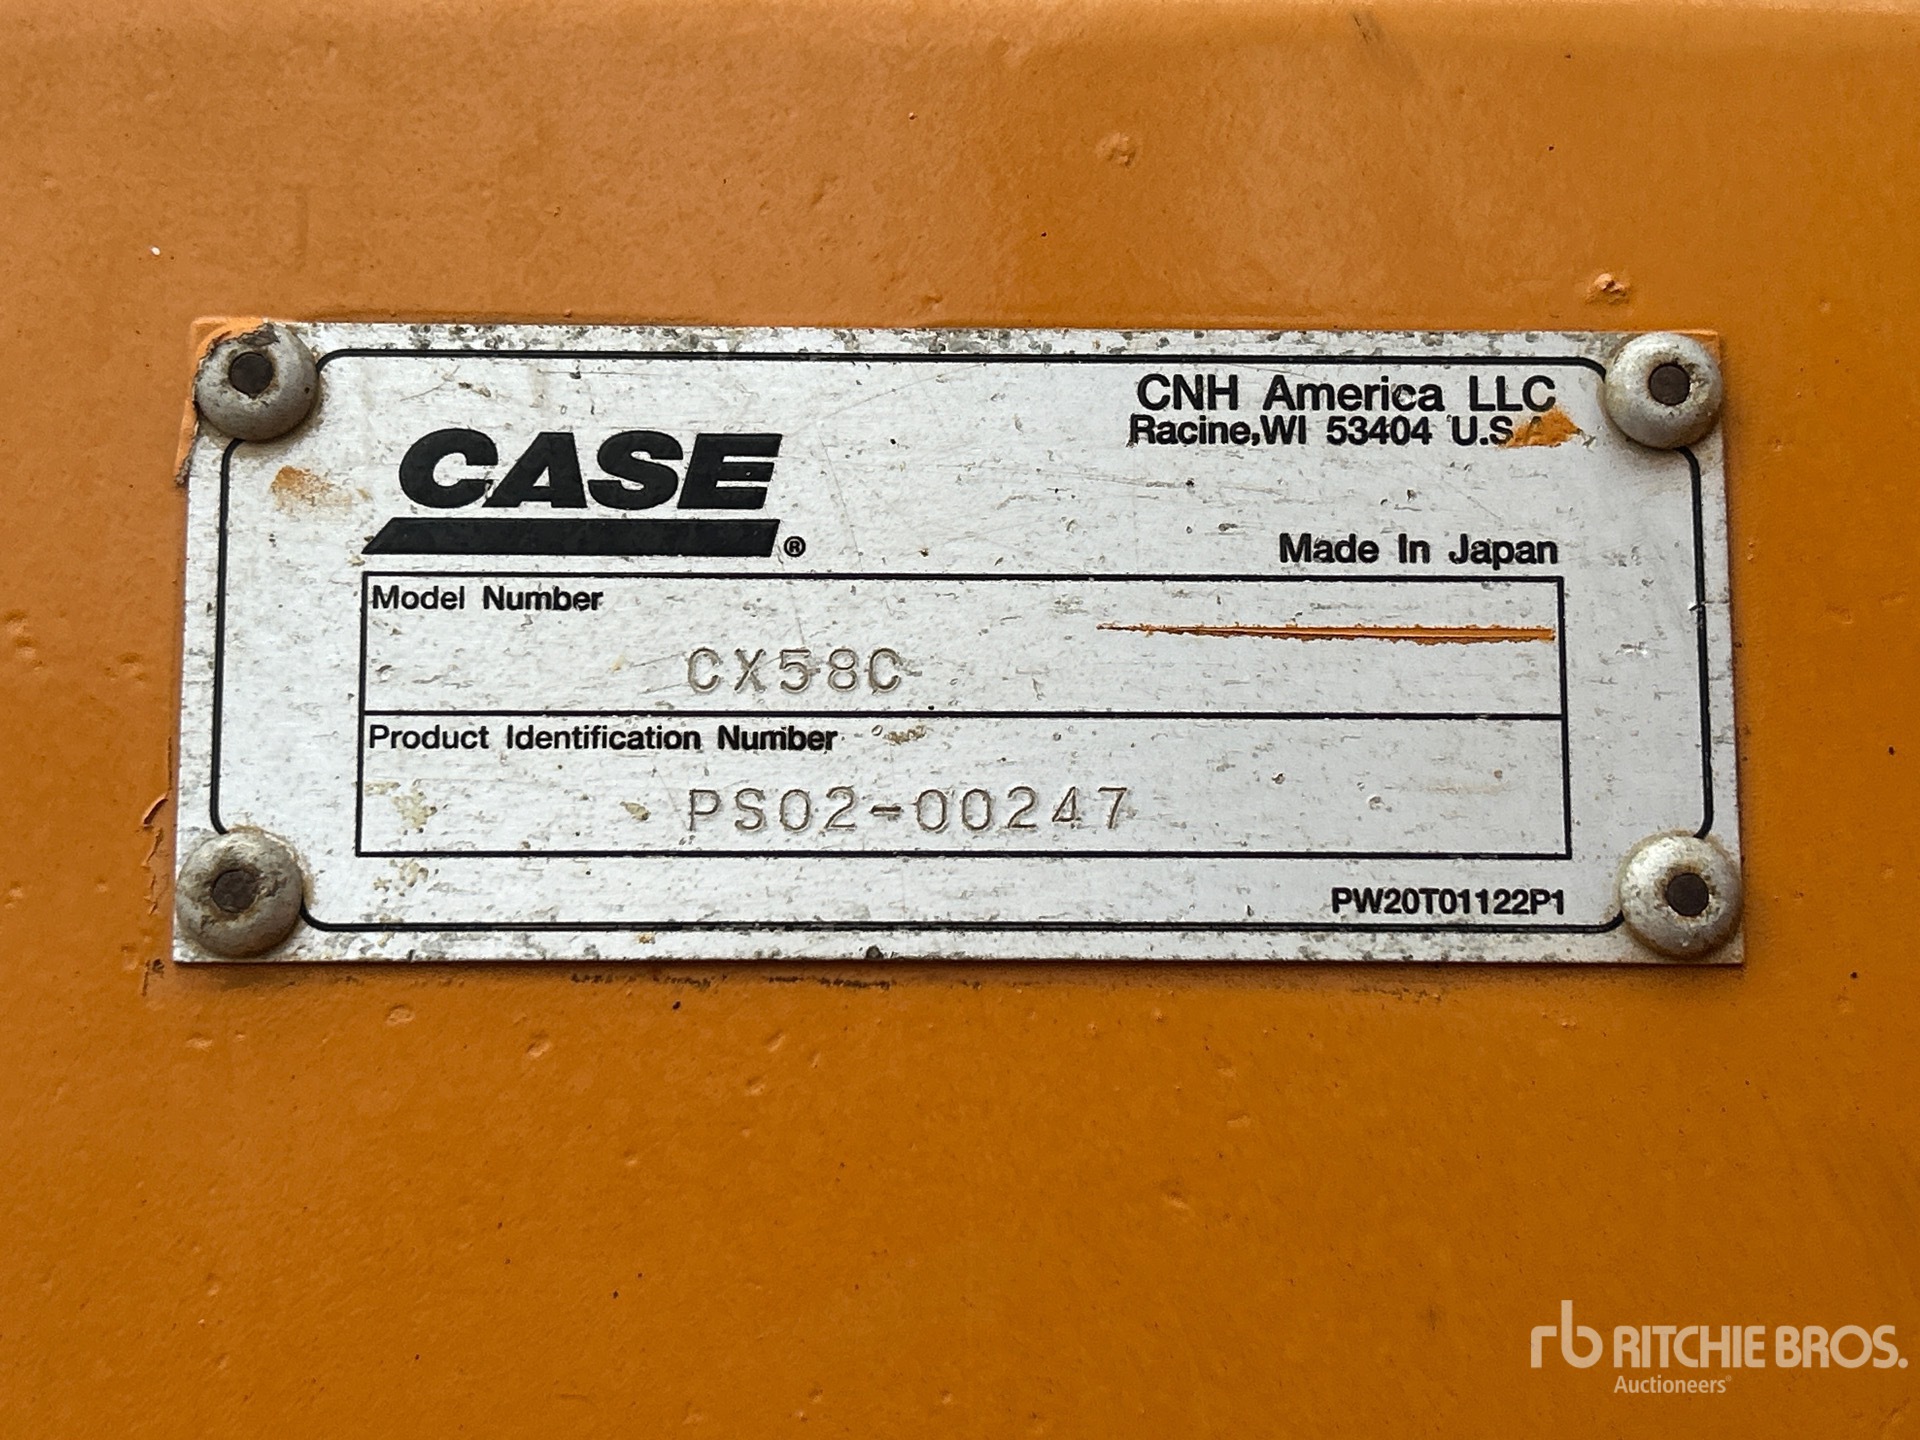 CNH America LLC
Racine,WI 53404 U.S.A
CASE®
Made In Japan
Model Number
CX58C
Product Identification Number
PS02-00247
PW20T01122P1
rb RITCHIE BROS.
Auctioneers®